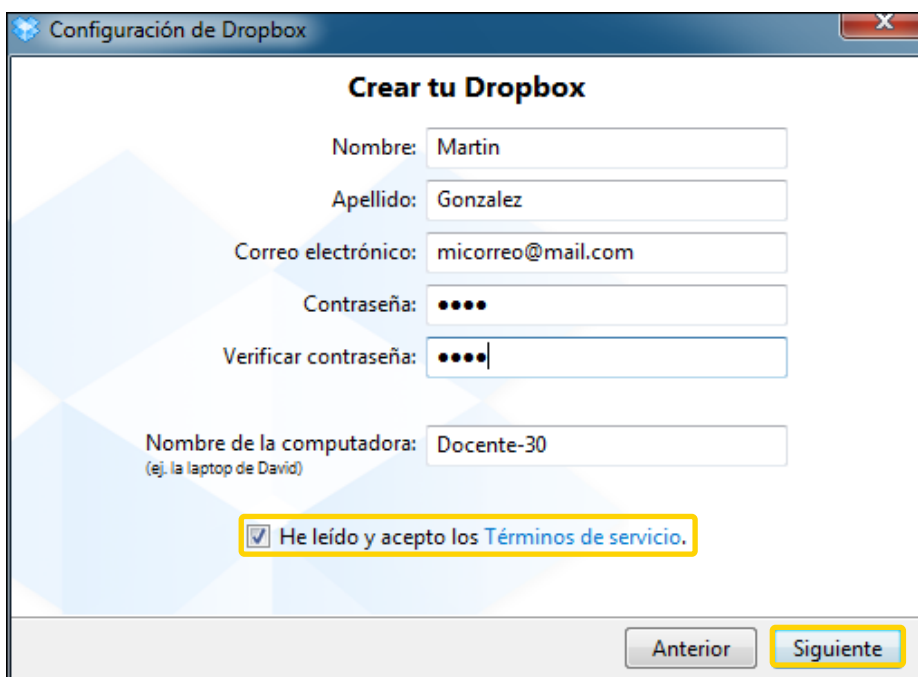 Configuración de Dropbox
Crear tu Dropbox
Nombre: Martin
Apellido: Gonzalez
Correo electrónico: micorreo@mail.com
Contraseña: ●●●●
Verificar contraseña: ●●●●
Nombre de la computadora: Docente-30
(ej. la laptop de David)
He leído y acepto los Términos de servicio.
Anterior Siguiente